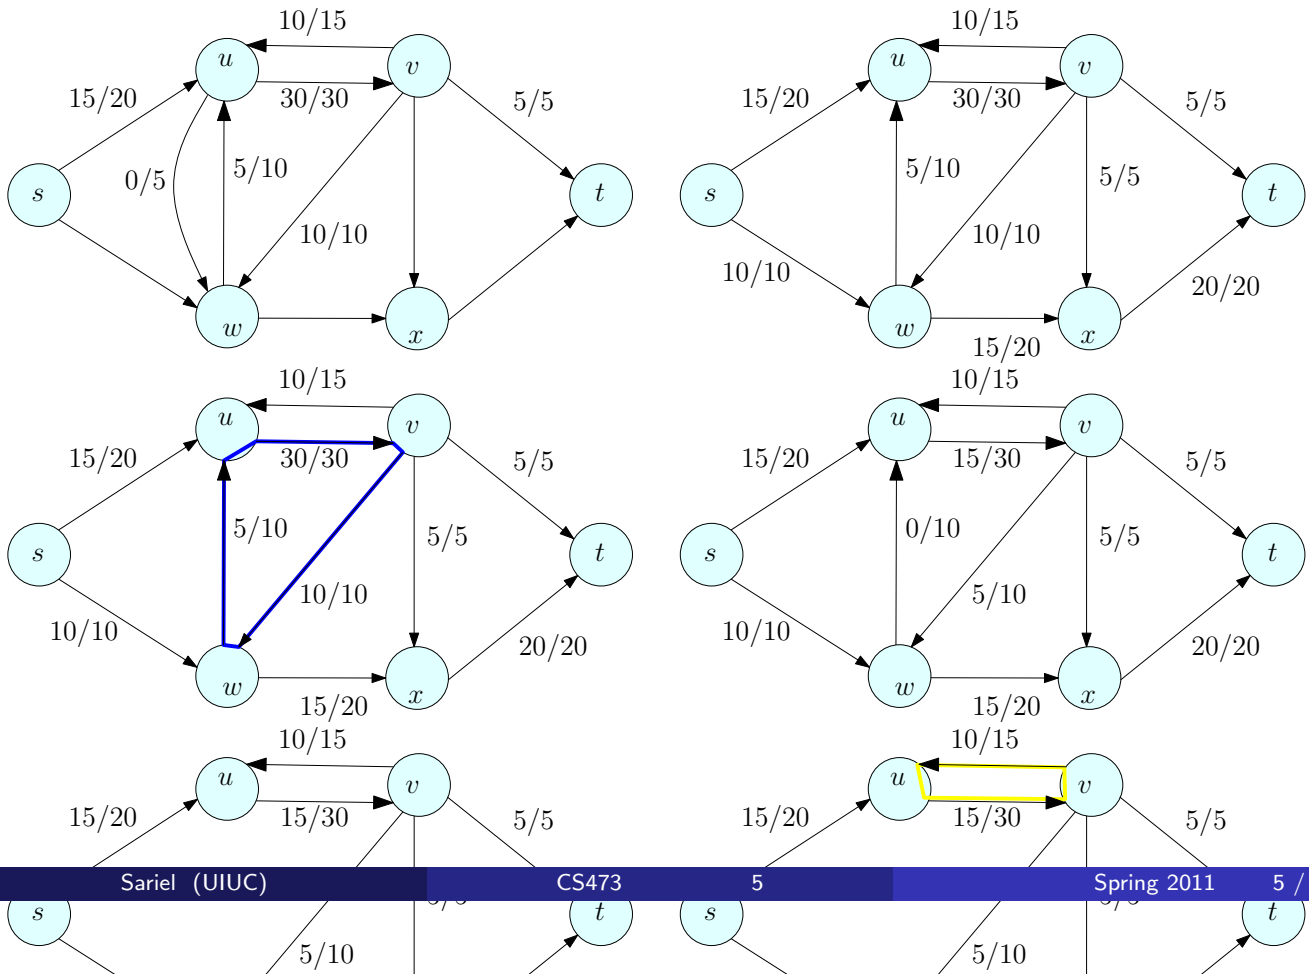 10/15 10/15
u v u v
15/20 30/30 5/5 15/20 30/30 5/5
0/5 5/10 5/10 5/5
s t s t
10/10 10/10
10/10 20/20
w x w x
15/20
10/15 10/15
u v u v
15/20 30/30 5/5 15/20 15/30 5/5
5/10 5/5 0/10 5/5
s t s t
10/10 5/10
10/10 20/20 10/10 20/20
w x w x
15/20 15/20
10/15 10/15
u v u v
15/20 15/30 5/5 15/20 15/30 5/5
Sariel (UIUC) CS473 5 Spring 2011 5 /
s t s t
5/10 5/10